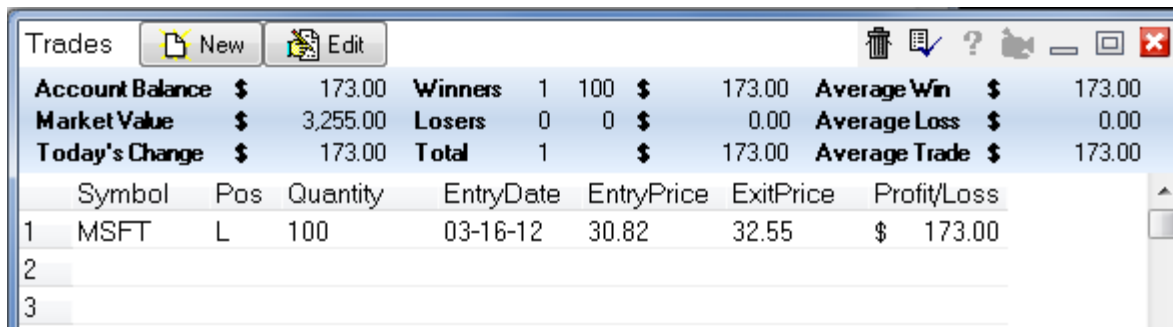 Trades New Edit ?
Account Balance $ 173.00 Winners 1 100 $ 173.00 Average Win $ 173.00
Market Value $ 3,255.00 Losers 0 0 $ 0.00 Average Loss $ 0.00
Today's Change $ 173.00 Total 1 $ 173.00 Average Trade $ 173.00
Symbol Pos Quantity EntryDate EntryPrice ExitPrice Profit/Loss
1 MSFT L 100 03-16-12 30.82 32.55 $ 173.00
2
3